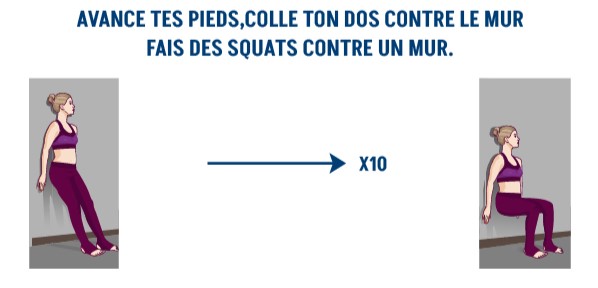 AVANCE TES PIEDS,COLLE TON DOS CONTRE LE MUR
FAIS DES SQUATS CONTRE UN MUR.
X10